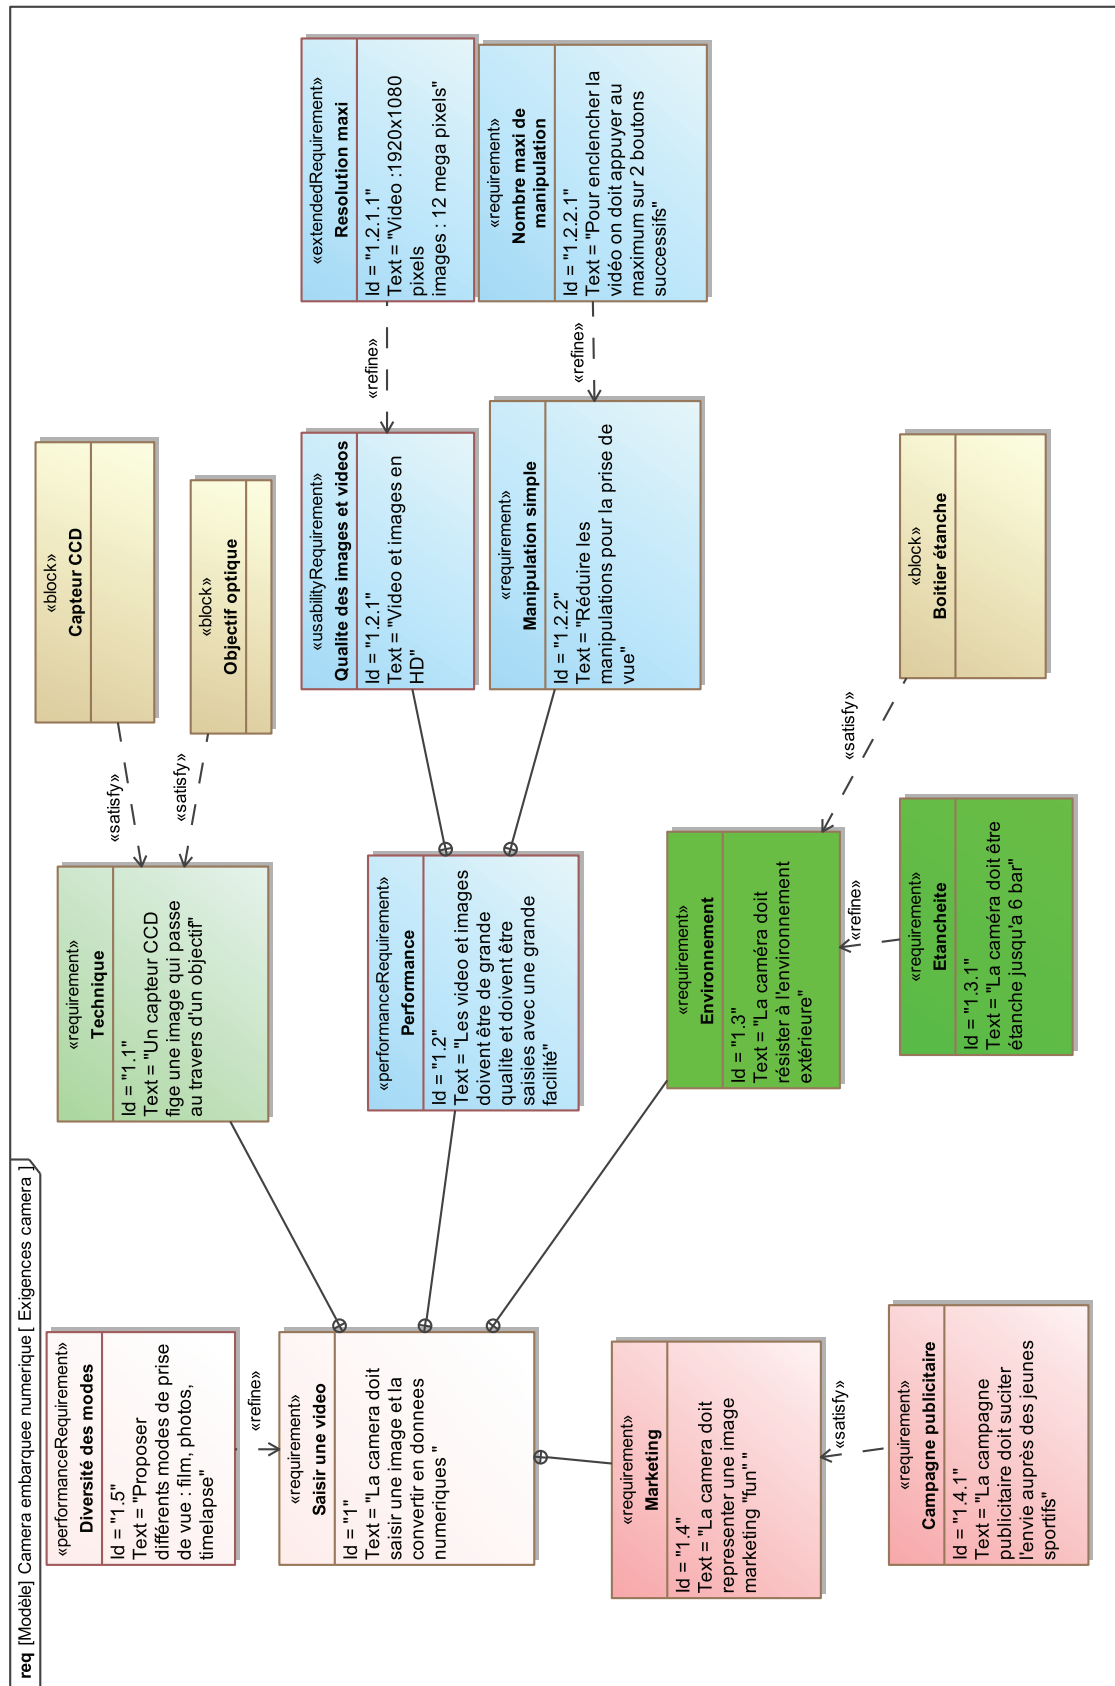 req [Modèle] Camera embarquee numerique [ Exigences camera ]
«performanceRequirement»
Diversité des modes
Id = "1.5"
Text = "Proposer
différents modes de prise
de vue : film, photos,
timelapse"
«refine»
«requirement»
Saisir une video
Id = "1"
Text = "La camera doit
saisir une image et la
convertir en donnees
numeriques"
«requirement»
Marketing
Id = "1.4"
Text = "La camera doit
representer une image
marketing "fun" "
«satisfy»
«requirement»
Campagne publicitaire
Id = "1.4.1"
Text = "La campagne
publicitaire doit suciter
l'envie auprès des jeunes
sportifs"
«requirement»
Technique
Id = "1.1"
Text = "Un capteur CCD
fige une image qui passe
au travers d'un objectif"
«satisfy»
«satisfy»
«block»
Capteur CCD
«block»
Objectif optique
«performanceRequirement»
Performance
Id = "1.2"
Text = "Les video et images
doivent être de grande
qualite et doivent être
saisies avec une grande
facilité"
«usabilityRequirement»
Qualite des images et videos
Id = "1.2.1"
Text = "Video et images en
HD"
«refine»
«extendedRequirement»
Resolution maxi
Id = "1.2.1.1"
Text = "Video :1920x1080
pixels
images : 12 mega pixels"
«requirement»
Manipulation simple
Id = "1.2.2"
Text = "Réduire les
manipulations pour la prise de
vue"
«refine»
«requirement»
Nombre maxi de
manipulation
Id = "1.2.2.1"
Text = "Pour enclencher la
vidéo on doit appuyer au
maximum sur 2 boutons
successifs"
«requirement»
Environnement
Id = "1.3"
Text = "La caméra doit
résister à l'environnement
extérieure"
«refine»
«satisfy»
«requirement»
Etancheite
Id = "1.3.1"
Text = "La caméra doit être
étanche jusqu'a 6 bar"
«block»
Boitier étanche